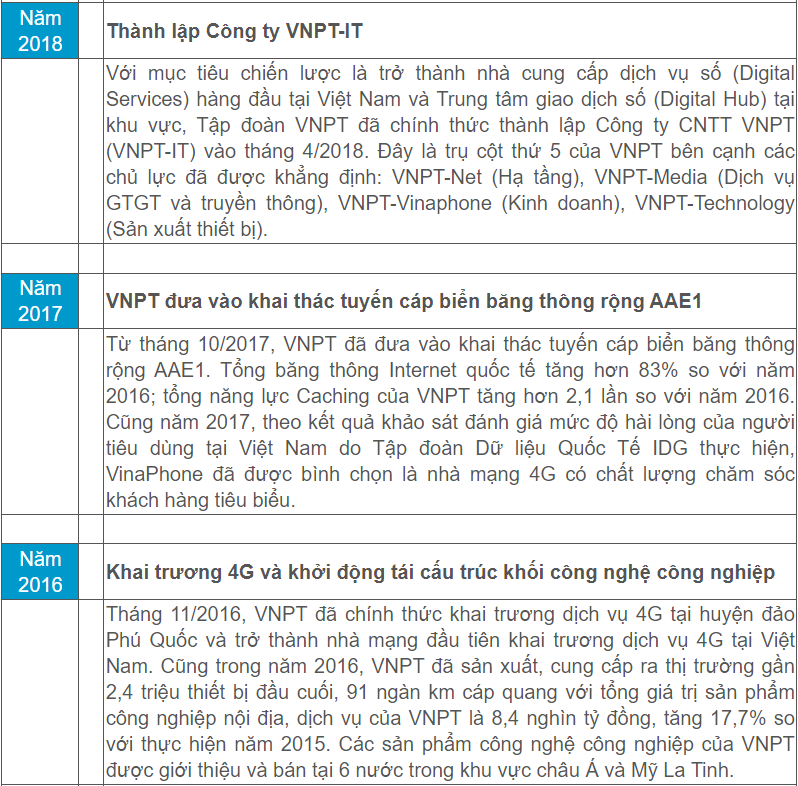 Năm
2018
Thành lập Công ty VNPT-IT
Với mục tiêu chiến lược là trở thành nhà cung cấp dịch vụ số (Digital
Services) hàng đầu tại Việt Nam và Trung tâm giao dịch số (Digital Hub) tại
khu vực, Tập đoàn VNPT đã chính thức thành lập Công ty CNTT VNPT
(VNPT-IT) vào tháng 4/2018. Đây là trụ cột thứ 5 của VNPT bên cạnh các
chủ lực đã được khẳng định: VNPT-Net (Hạ tầng), VNPT-Media (Dịch vụ
GTGT và truyền thông), VNPT-Vinaphone (Kinh doanh), VNPT-Technology
(Sản xuất thiết bị).
Năm
2017
VNPT đưa vào khai thác tuyến cáp biển băng thông rộng AAE1
Từ tháng 10/2017, VNPT đã đưa vào khai thác tuyến cáp biển băng thông
rộng AAE1. Tổng băng thông Internet quốc tế tăng hơn 83% so với năm
2016; tổng năng lực Caching của VNPT tăng hơn 2,1 lần so với năm 2016.
Cũng năm 2017, theo kết quả khảo sát đánh giá mức độ hài lòng của người
tiêu dùng tại Việt Nam do Tập đoàn Dữ liệu Quốc Tế IDG thực hiện,
VinaPhone đã được bình chọn là nhà mạng 4G có chất lượng chăm sóc
khách hàng tiêu biểu.
Năm
2016
Khai trương 4G và khởi động tái cấu trúc khối công nghệ công nghiệp
Tháng 11/2016, VNPT đã chính thức khai trương dịch vụ 4G tại huyện đảo
Phú Quốc và trở thành nhà mạng đầu tiên khai trương dịch vụ 4G tại Việt
Nam. Cũng trong năm 2016, VNPT đã sản xuất, cung cấp ra thị trường gần
2,4 triệu thiết bị đầu cuối, 91 ngàn km cáp quang với tổng giá trị sản phẩm
công nghiệp nội địa, dịch vụ của VNPT là 8,4 nghìn tỷ đồng, tăng 17,7% so
với thực hiện năm 2015. Các sản phẩm công nghệ công nghiệp của VNPT
được giới thiệu và bán tại 6 nước trong khu vực châu Á và Mỹ La Tinh.